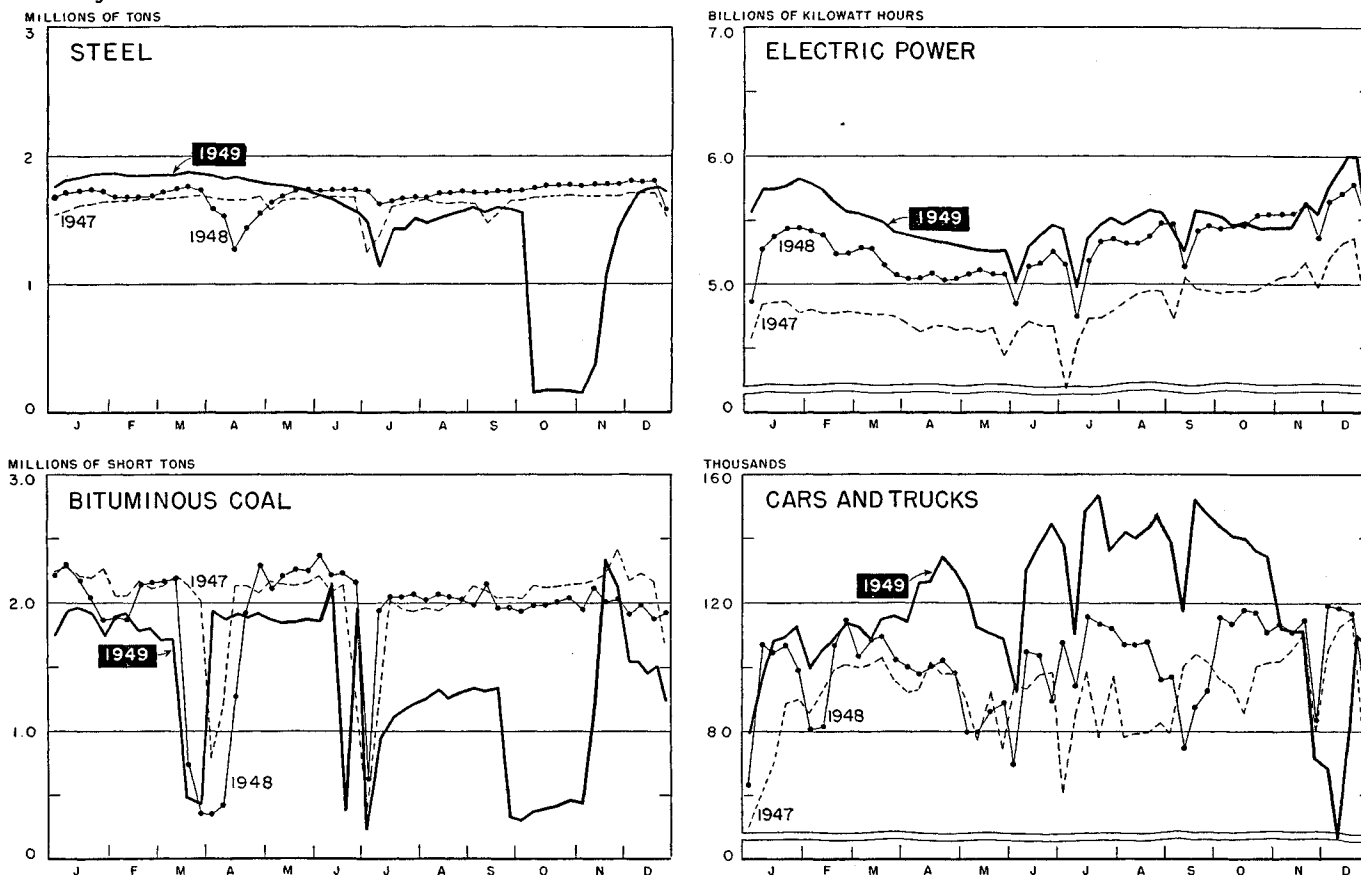 MILLIONS OF TONS
3
STEEL
2
1949
1947
1948
1
0
J F M A M J J A S O N D
BILLIONS OF KILOWATT HOURS
7.0
ELECTRIC POWER
6.0
1949
1948
5.0
1947
0
J F M A M J J A S O N D
MILLIONS OF SHORT TONS
3.0
BITUMINOUS COAL
1947
2.0
1949
1.0
1948
0
J F M A M J J A S O N D
THOUSANDS
160
CARS AND TRUCKS
1949
120
80
1948
1947
0
J F M A M J J A S O N D